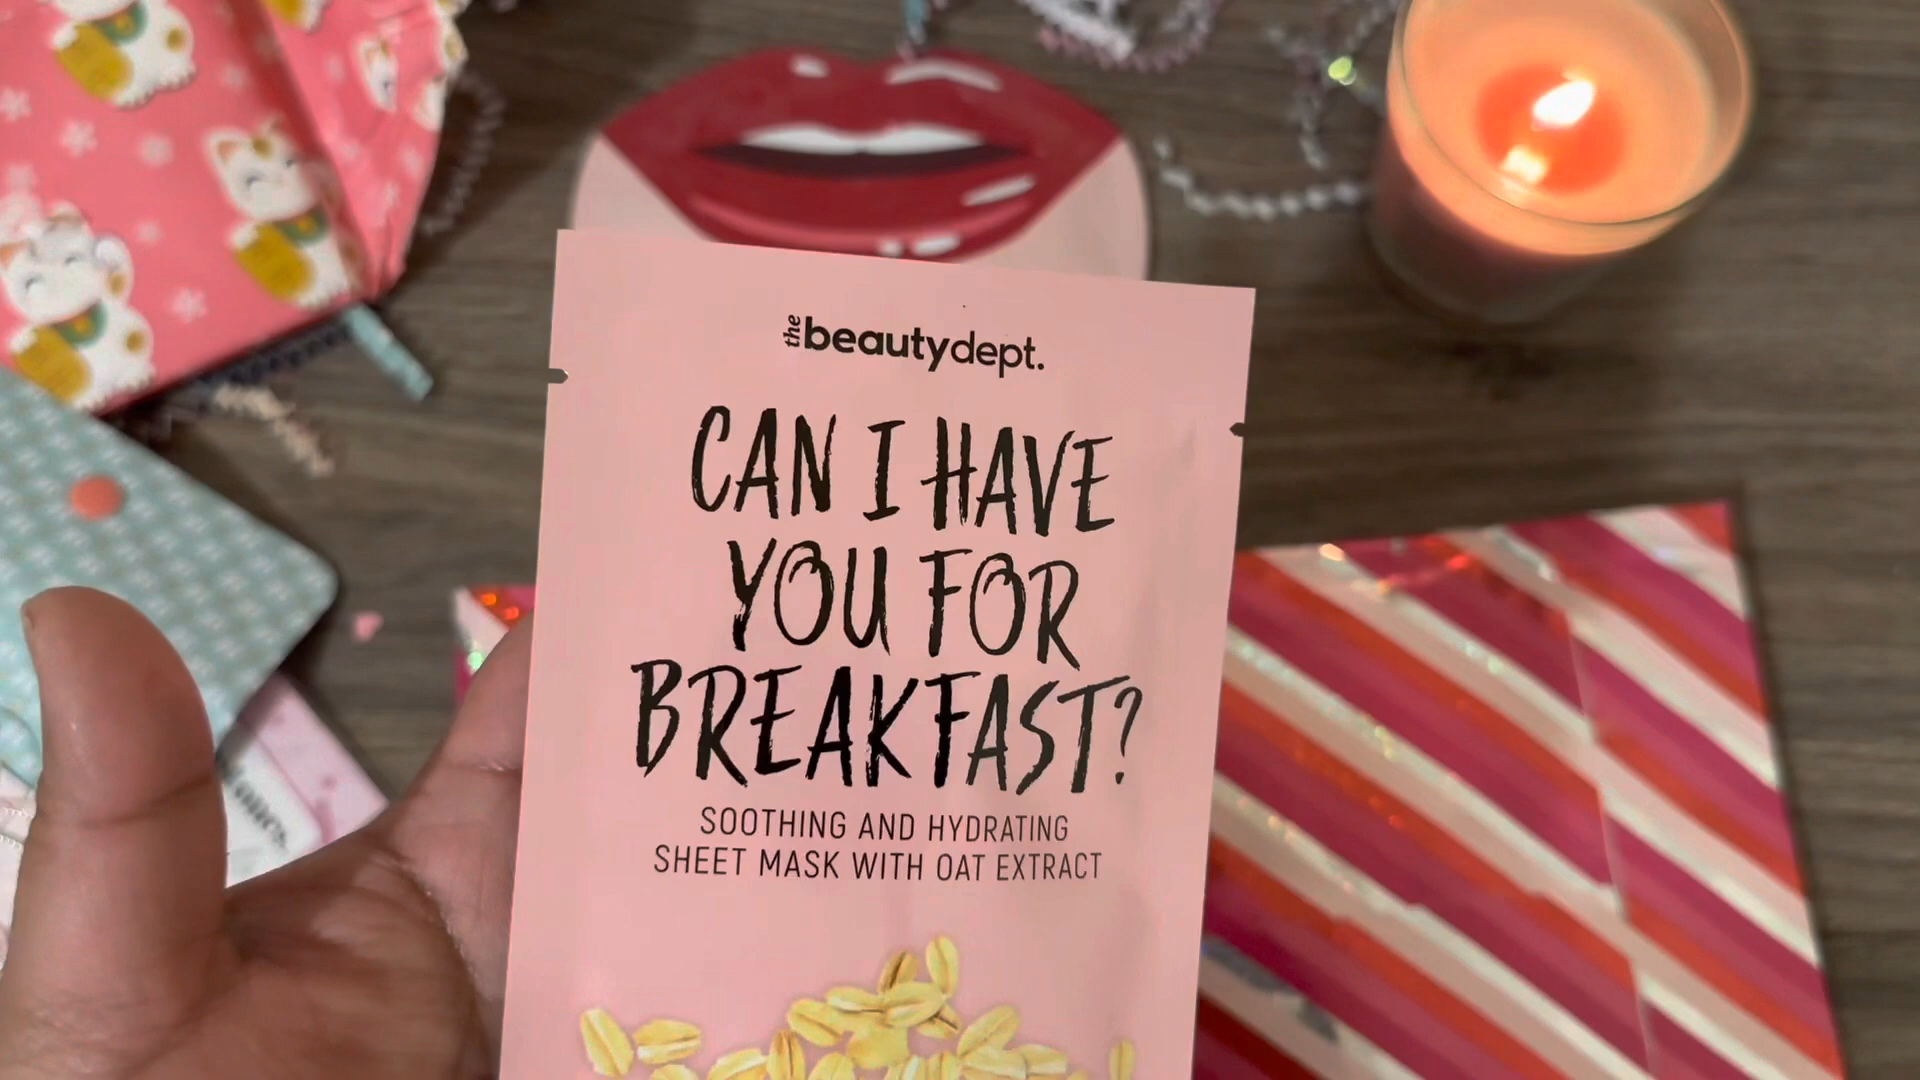 the beautydept.
CAN I HAVE
YOU FOR
BREAKFAST?
SOOTHING AND HYDRATING
SHEET MASK WITH OAT EXTRACT